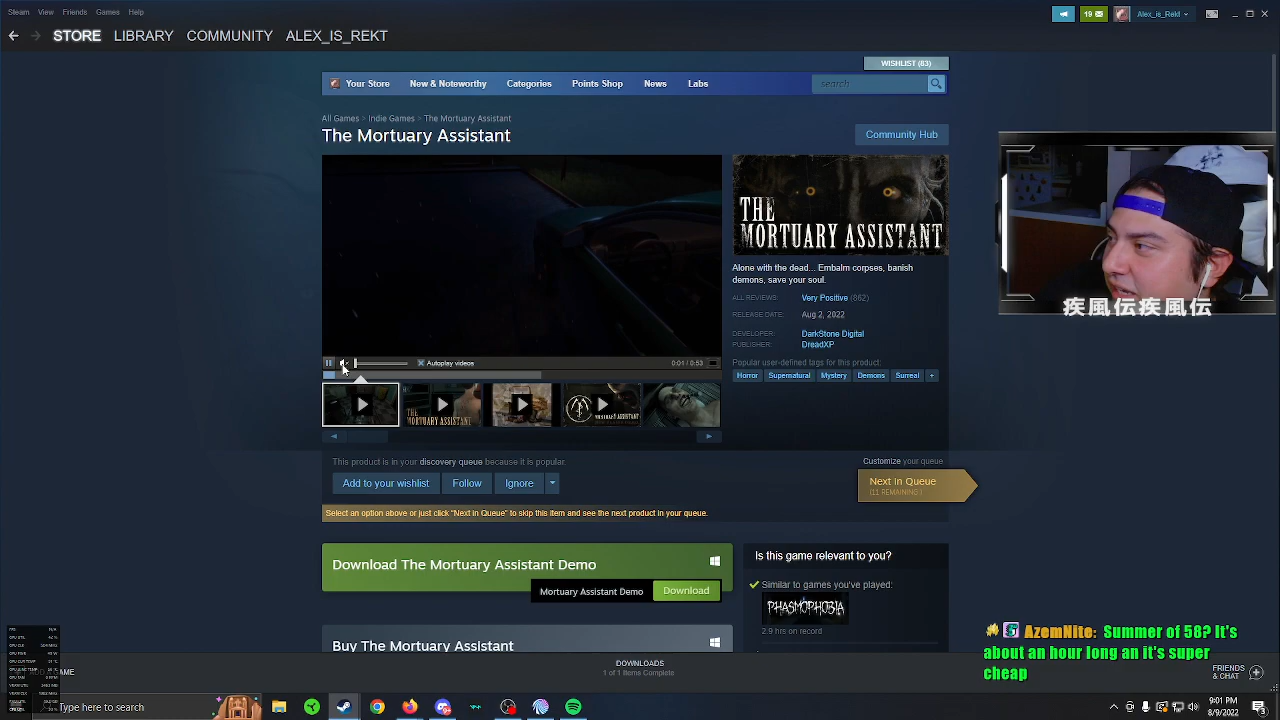 Steam View Friends Games Help
19 Alex_is_Rekt
STORE LIBRARY COMMUNITY ALEX_IS_REKT
WISHLIST (83)
Your Store New & Noteworthy Categories Points Shop News Labs search
All Games > Indie Games > The Mortuary Assistant
The Mortuary Assistant
Community Hub
THE
MORTUARY ASSISTANT
Alone with the dead... Embalm corpses, banish
demons, save your soul.
ALL REVIEWS: Very Positive (862)
RELEASE DATE: Aug 2, 2022
DEVELOPER: DarkStone Digital
PUBLISHER: DreadXP
Popular user-defined tags for this product:
Horror Supernatural Mystery Demons Surreal +
疾風伝疾風伝
Autoplay videos 0:01 / 0:53
THE
MORTUARY ASSISTANT
This product is in your discovery queue because it is popular.
Customize your queue
Add to your wishlist Follow Ignore
Next in Queue
(11 REMAINING )
Select an option above or just click "Next in Queue" to skip this item and see the next product in your queue.
Download The Mortuary Assistant Demo
Mortuary Assistant Demo Download
Is this game relevant to you?
Similar to games you've played:
PHASMOPHOBIA
2.9 hrs on record
Buy The Mortuary Assistant
AzemNite: Summer of 58? It's
about an hour long an it's super
cheap
DOWNLOADS
1 of 1 Items Complete
FRIENDS
& CHAT
Type here to search
9:01 PM
8/9/2022